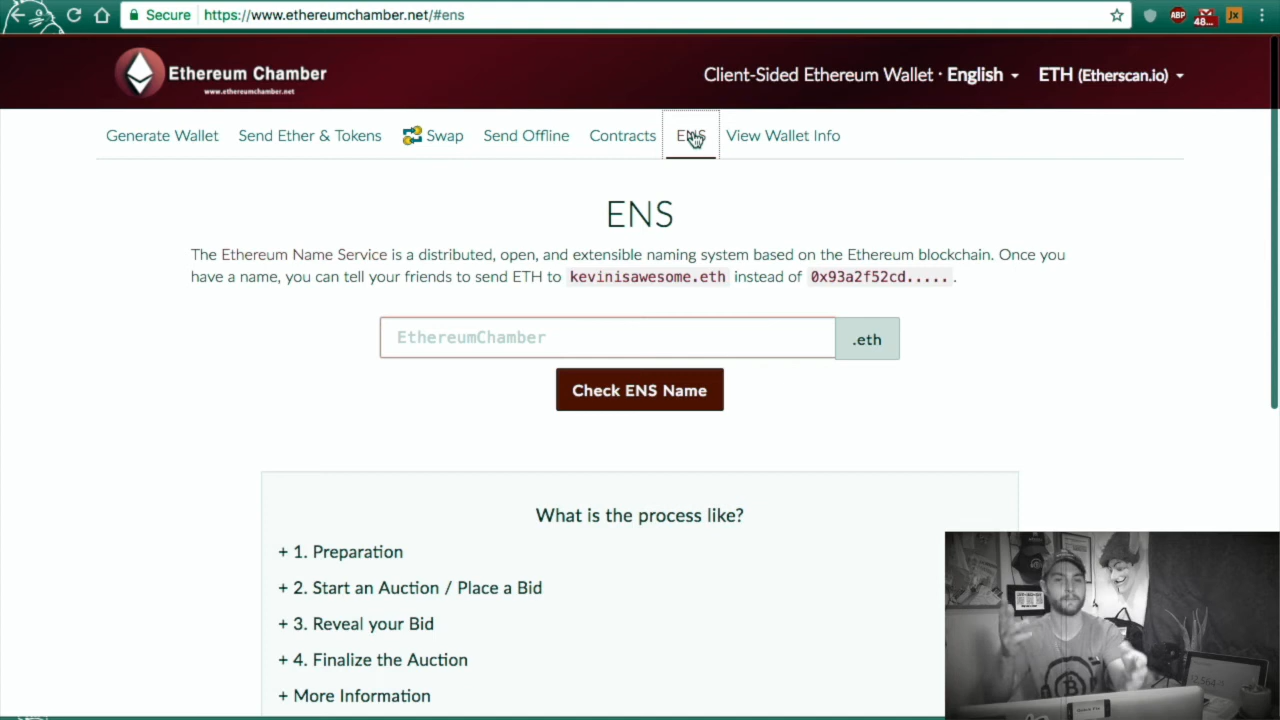 Secure https://www.ethereumchamber.net/#ens
ABP
48...
JX
Ethereum Chamber
www.ethereumchamber.net
Client-Sided Ethereum Wallet · English
ETH (Etherscan.io)
Generate Wallet Send Ether & Tokens Swap Send Offline Contracts ENS View Wallet Info
ENS
The Ethereum Name Service is a distributed, open, and extensible naming system based on the Ethereum blockchain. Once you
have a name, you can tell your friends to send ETH to kevinisawesome.eth instead of 0x93a2f52cd..... .
EthereumChamber .eth
Check ENS Name
What is the process like?
+ 1. Preparation
+ 2. Start an Auction / Place a Bid
+ 3. Reveal your Bid
+ 4. Finalize the Auction
+ More Information